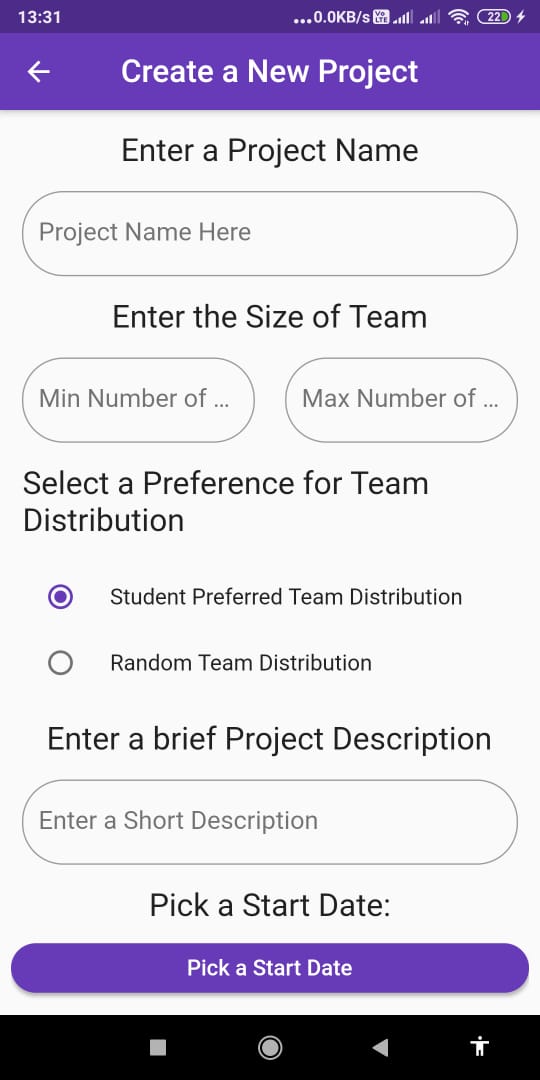 13:31 ...0.0KB/s Vo LTE 22
Create a New Project
Enter a Project Name
Project Name Here
Enter the Size of Team
Min Number of ... Max Number of ...
Select a Preference for Team
Distribution
Student Preferred Team Distribution
Random Team Distribution
Enter a brief Project Description
Enter a Short Description
Pick a Start Date:
Pick a Start Date